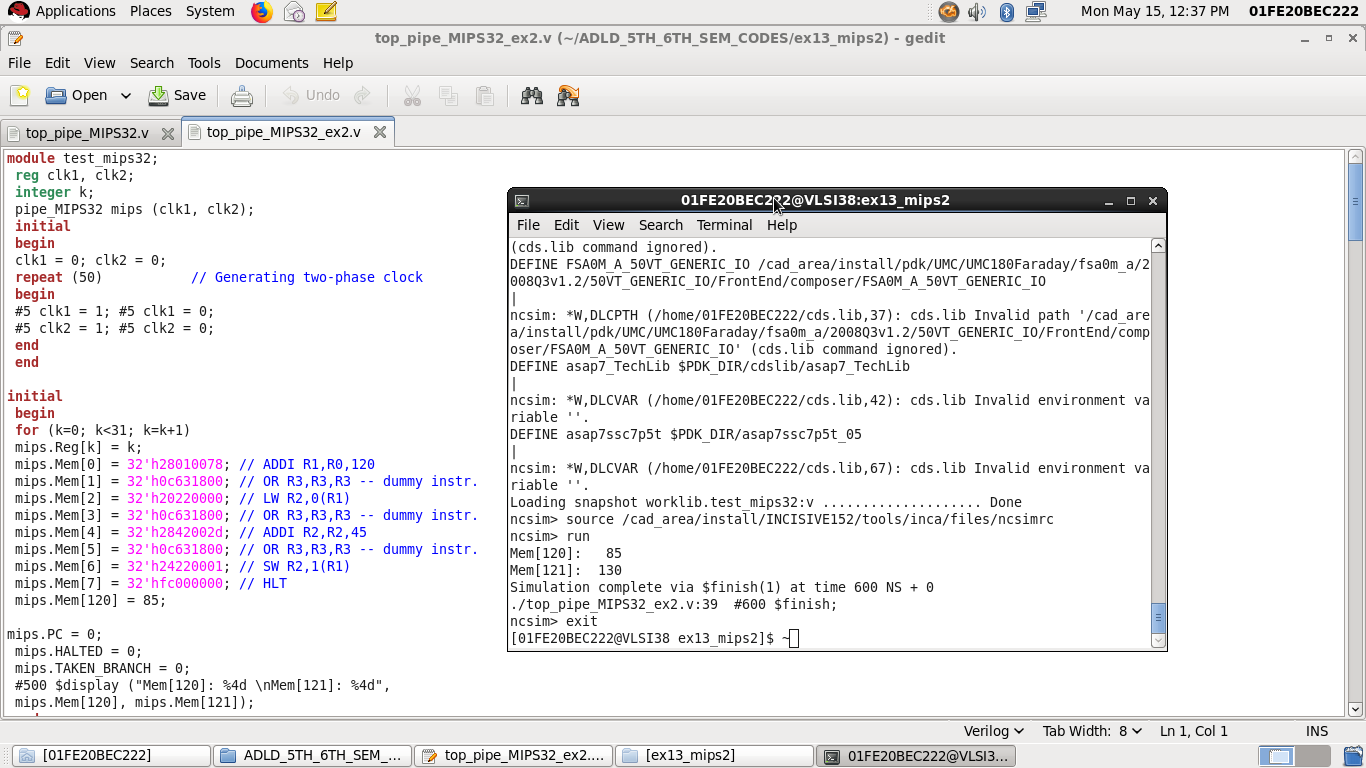 Applications Places System Mon May 15, 12:37 PM 01FE20BEC222
top_pipe_MIPS32_ex2.v (~/ADLD_5TH_6TH_SEM_CODES/ex13_mips2) - gedit
File Edit View Search Tools Documents Help
Open Save Undo
top_pipe_MIPS32.v top_pipe_MIPS32_ex2.v
module test_mips32;
reg clk1, clk2;
integer k;
pipe_MIPS32 mips (clk1, clk2);
initial
begin
clk1 = 0; clk2 = 0;
repeat (50) // Generating two-phase clock
begin
#5 clk1 = 1; #5 clk1 = 0;
#5 clk2 = 1; #5 clk2 = 0;
end
end
initial
begin
for (k=0; k<31; k=k+1)
mips.Reg[k] = k;
mips.Mem[0] = 32'h28010078; // ADDI R1,R0,120
mips.Mem[1] = 32'h0c631800; // OR R3,R3,R3 -- dummy instr.
mips.Mem[2] = 32'h20220000; // LW R2,0(R1)
mips.Mem[3] = 32'h0c631800; // OR R3,R3,R3 -- dummy instr.
mips.Mem[4] = 32'h2842002d; // ADDI R2,R2,45
mips.Mem[5] = 32'h0c631800; // OR R3,R3,R3 -- dummy instr.
mips.Mem[6] = 32'h24220001; // SW R2,1(R1)
mips.Mem[7] = 32'hfc000000; // HLT
mips.Mem[120] = 85;
mips.PC = 0;
mips.HALTED = 0;
mips.TAKEN_BRANCH = 0;
#500 $display ("Mem[120]: %4d \nMem[121]: %4d",
mips.Mem[120], mips.Mem[121]);
01FE20BEC222@VLSI38:ex13_mips2
File Edit View Search Terminal Help
(cds.lib command ignored).
DEFINE FSA0M_A_50VT_GENERIC_IO /cad_area/install/pdk/UMC/UMC180Faraday/fsa0m_a/2
008Q3v1.2/50VT_GENERIC_IO/FrontEnd/composer/FSA0M_A_50VT_GENERIC_IO
|
ncsim: *W,DLCPTH (/home/01FE20BEC222/cds.lib,37): cds.lib Invalid path '/cad_are
a/install/pdk/UMC/UMC180Faraday/fsa0m_a/2008Q3v1.2/50VT_GENERIC_IO/FrontEnd/comp
oser/FSA0M_A_50VT_GENERIC_IO' (cds.lib command ignored).
DEFINE asap7_TechLib $PDK_DIR/cdslib/asap7_TechLib
|
ncsim: *W,DLCVAR (/home/01FE20BEC222/cds.lib,42): cds.lib Invalid environment va
riable ''.
DEFINE asap7ssc7p5t $PDK_DIR/asap7ssc7p5t_05
|
ncsim: *W,DLCVAR (/home/01FE20BEC222/cds.lib,67): cds.lib Invalid environment va
riable ''.
Loading snapshot worklib.test_mips32:v .................... Done
ncsim> source /cad_area/install/INCISIVE152/tools/inca/files/ncsimrc
ncsim> run
Mem[120]: 85
Mem[121]: 130
Simulation complete via $finish(1) at time 600 NS + 0
./top_pipe_MIPS32_ex2.v:39 #600 $finish;
ncsim> exit
[01FE20BEC222@VLSI38 ex13_mips2]$ ~
Verilog Tab Width: 8 Ln 1, Col 1 INS
[01FE20BEC222] ADLD_5TH_6TH_SEM_... top_pipe_MIPS32_ex2.... [ex13_mips2] 01FE20BEC222@VLSI3...